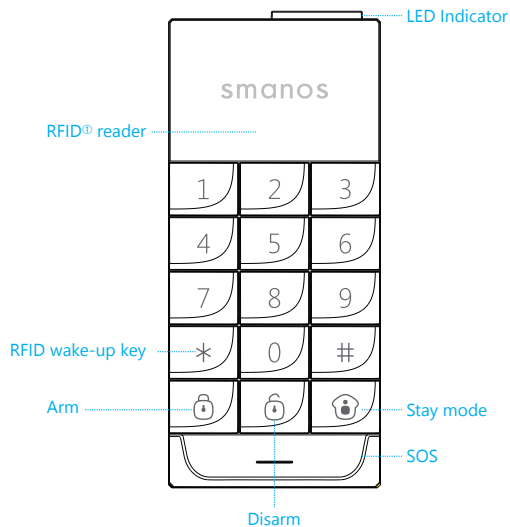 LED Indicator
smanos
RFID① reader
1 2 3
4 5 6
7 8 9
RFID wake-up key
* 0 #
Arm
Stay mode
SOS
Disarm